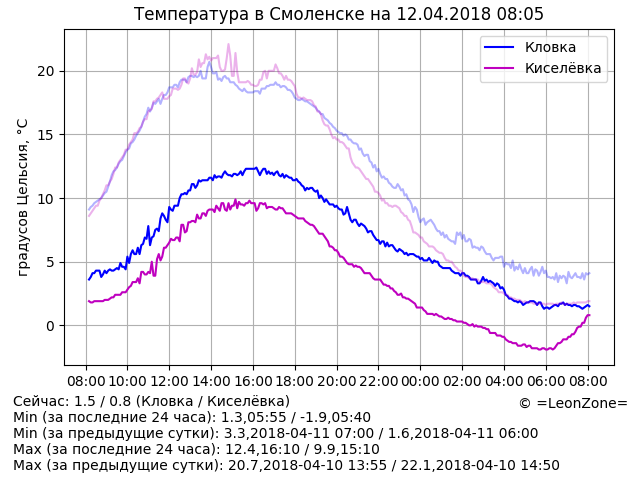 Температура в Смоленске на 12.04.2018 08:05
Кловка
Киселёвка
градусов Цельсия, °C
20
15
10
5
0
08:00 10:00 12:00 14:00 16:00 18:00 20:00 22:00 00:00 02:00 04:00 06:00 08:00
Сейчас: 1.5 / 0.8 (Кловка / Киселёвка)
© =LeonZone=
Min (за последние 24 часа): 1.3,05:55 / -1.9,05:40
Min (за предыдущие сутки): 3.3,2018-04-11 07:00 / 1.6,2018-04-11 06:00
Max (за последние 24 часа): 12.4,16:10 / 9.9,15:10
Max (за предыдущие сутки): 20.7,2018-04-10 13:55 / 22.1,2018-04-10 14:50